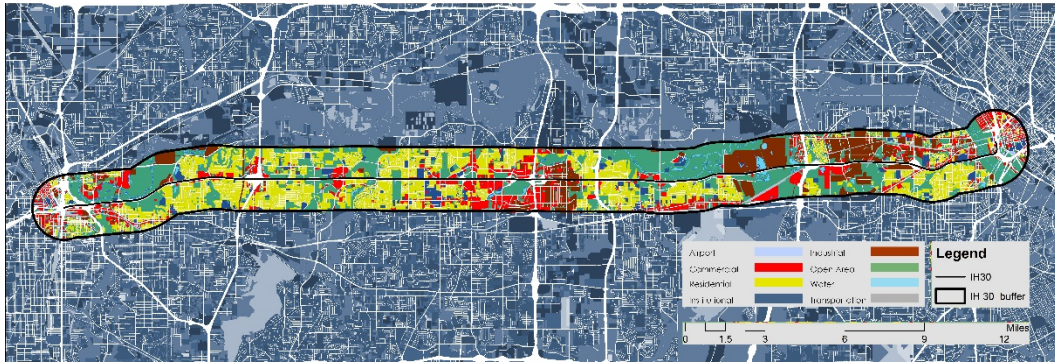 Legend
Airport Industrial
IH30
Commercial Open Area
Residential Water
IH 30 buffer
Institutional Transportation
Miles
0 1.5 3 6 9 12